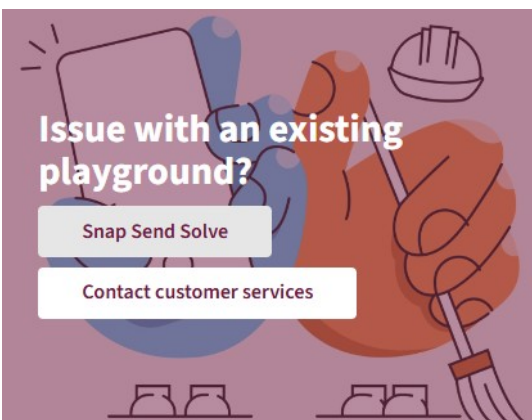 Issue with an existing
playground?
Snap Send Solve
Contact customer services